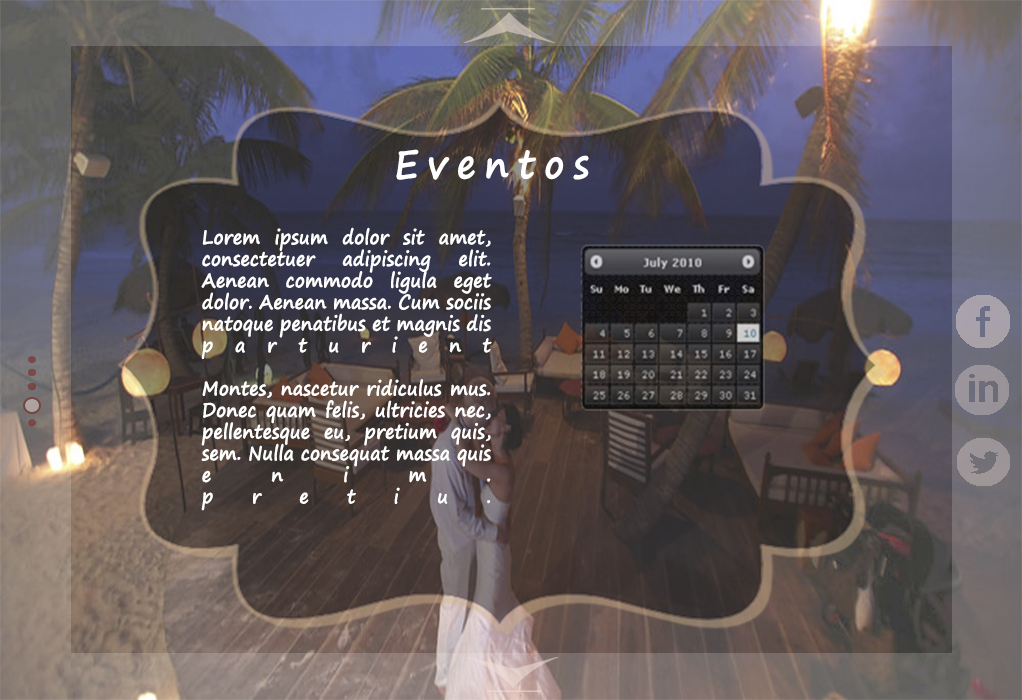 Eventos
Lorem ipsum dolor sit amet,
consectetuer adipiscing elit.
Aenean commodo ligula eget
dolor. Aenean massa. Cum sociis
natoque penatibus et magnis dis
parturient
Montes, nascetur ridiculus mus.
Donec quam felis, ultricies nec,
pellentesque eu, pretium quis,
sem. Nulla consequat massa quis
enim.
pretiu.
July 2010
Su Mo Tu We Th Fr Sa
1 2 3
4 5 6 7 8 9 10
11 12 13 14 15 16 17
18 19 20 21 22 23 24
25 26 27 28 29 30 31
f
in